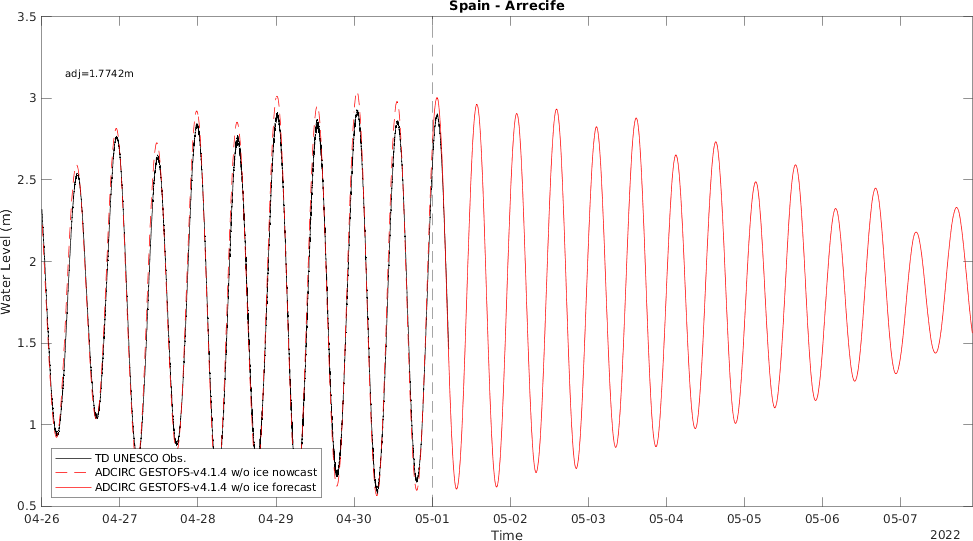 Spain - Arrecife
adj=1.7742m
3.5
3
2.5
2
1.5
1
0.5
Water Level (m)
TD UNESCO Obs.
ADCIRC GESTOFS-v4.1.4 w/o ice nowcast
ADCIRC GESTOFS-v4.1.4 w/o ice forecast
04-26 04-27 04-28 04-29 04-30 05-01 05-02 05-03 05-04 05-05 05-06 05-07
Time
2022